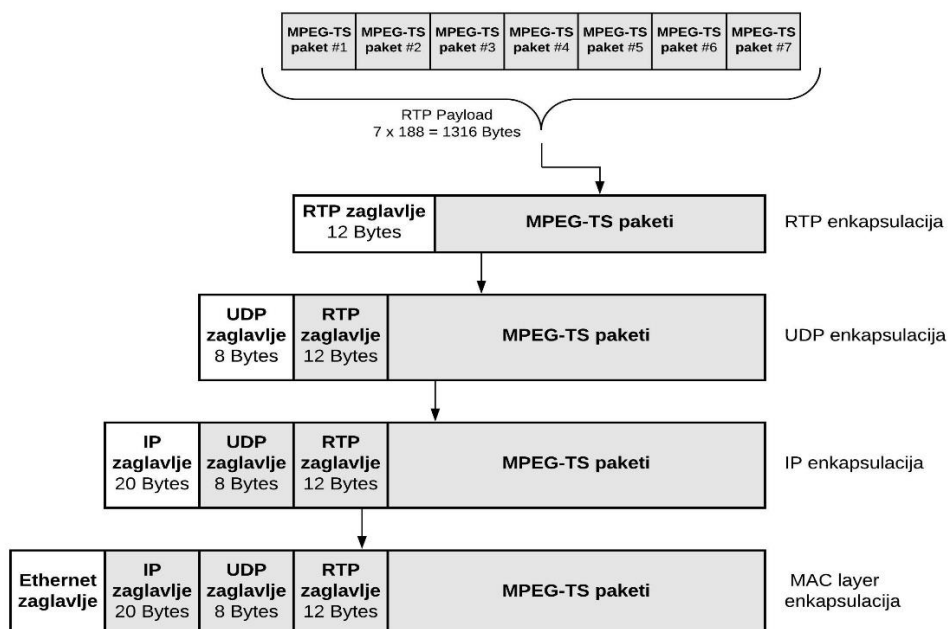 MPEG-TS paket #1
MPEG-TS paket #2
MPEG-TS paket #3
MPEG-TS paket #4
MPEG-TS paket #5
MPEG-TS paket #6
MPEG-TS paket #7
RTP Payload
7 x 188 = 1316 Bytes
RTP zaglavlje
12 Bytes
MPEG-TS paketi
RTP enkapsulacija
UDP
zaglavlje
8 Bytes
RTP
zaglavlje
12 Bytes
MPEG-TS paketi
UDP enkapsulacija
IP
zaglavlje
20 Bytes
UDP
zaglavlje
8 Bytes
RTP
zaglavlje
12 Bytes
MPEG-TS paketi
IP enkapsulacija
Ethernet
zaglavlje
IP
zaglavlje
20 Bytes
UDP
zaglavlje
8 Bytes
RTP
zaglavlje
12 Bytes
MPEG-TS paketi
MAC layer
enkapsulacija